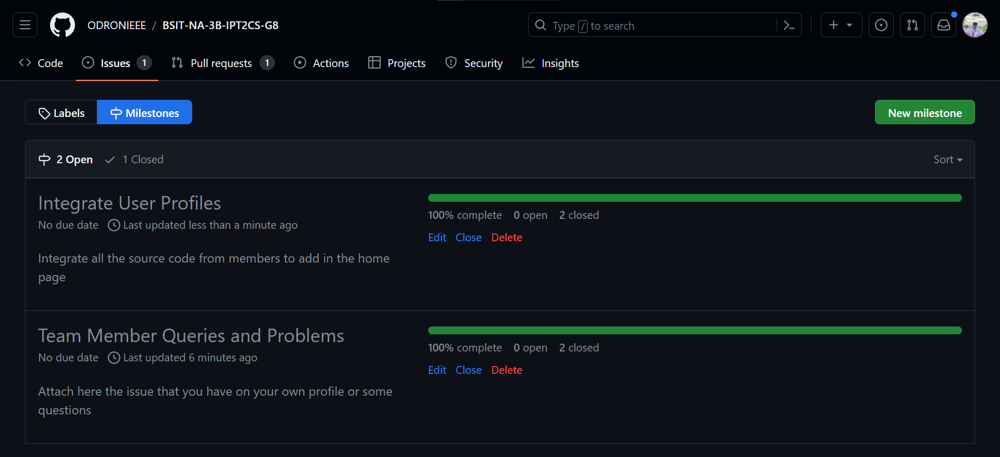 ODRONIEEE / BSIT-NA-3B-IPT2CS-G8
Type / to search
Code Issues 1 Pull requests 1 Actions Projects Security Insights
Labels Milestones
New milestone
2 Open 1 Closed
Sort
Integrate User Profiles
No due date Last updated less than a minute ago
Integrate all the source code from members to add in the home
page
100% complete 0 open 2 closed
Edit Close Delete
Team Member Queries and Problems
No due date Last updated 6 minutes ago
Attach here the issue that you have on your own profile or some
questions
100% complete 0 open 2 closed
Edit Close Delete